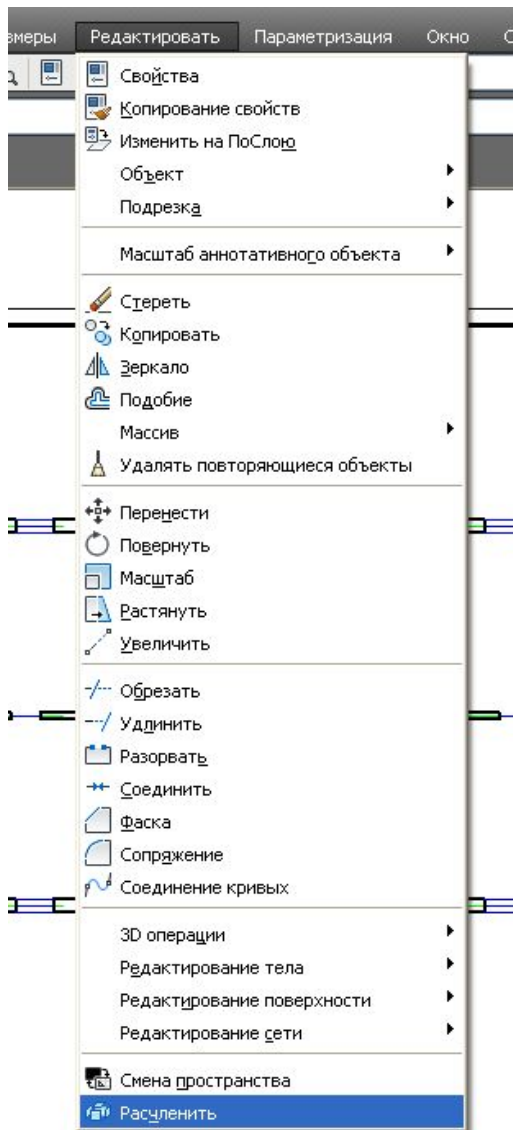 змеры Редактировать Параметризация Окно
Свойства
Копирование свойств
Изменить на ПоСлою
Объект
Подрезка
Масштаб аннотативного объекта
Стереть
Копировать
Зеркало
Подобие
Массив
Удалять повторяющиеся объекты
Перенести
Повернуть
Масштаб
Растянуть
Увеличить
Обрезать
Удлинить
Разорвать
Соединить
Фаска
Сопряжение
Соединение кривых
3D операции
Редактирование тела
Редактирование поверхности
Редактирование сети
Смена пространства
Расчленить